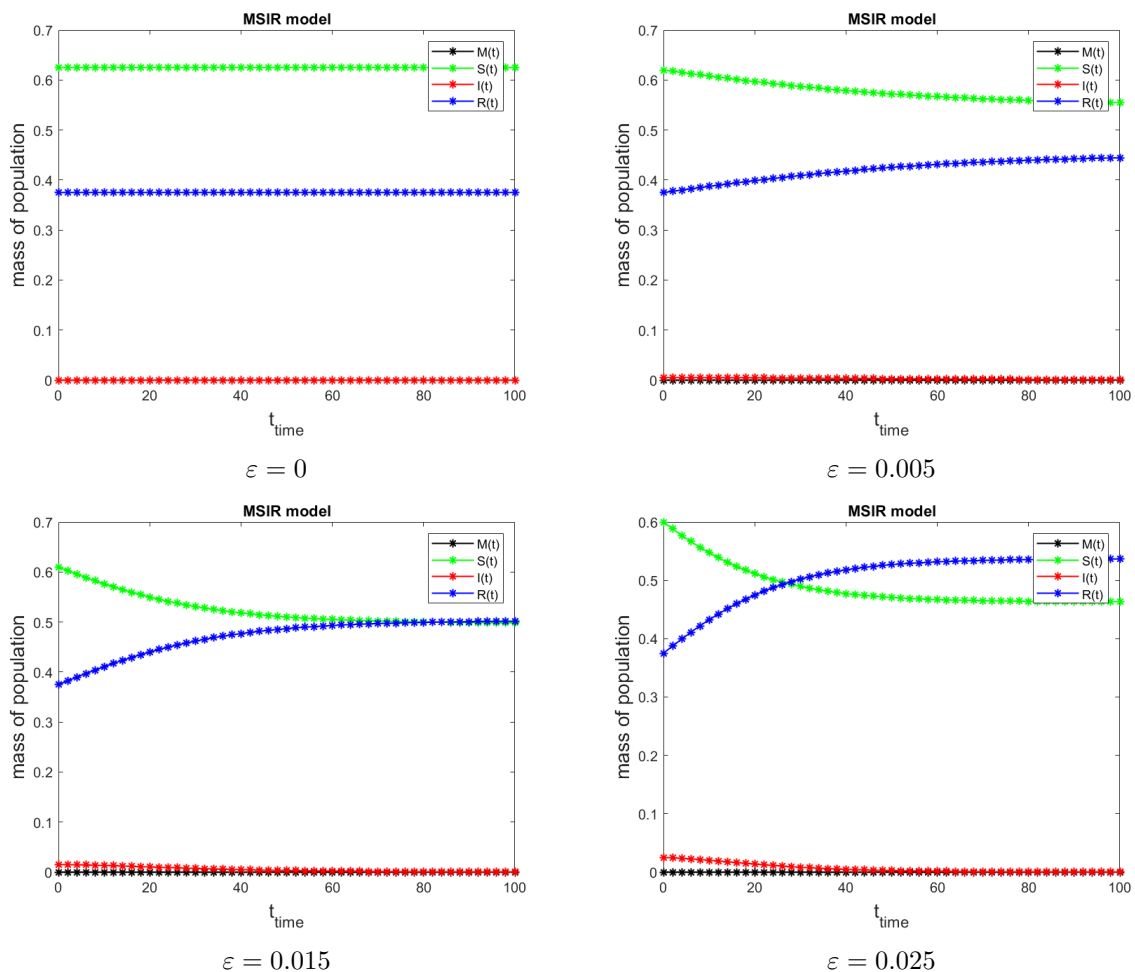 MSIR model
0.7
0.6
0.5
0.4
0.3
0.2
0.1
0
mass of population
M(t)
S(t)
I(t)
R(t)
0 20 40 60 80 100
t_time
ε = 0
MSIR model
0.7
0.6
0.5
0.4
0.3
0.2
0.1
0
mass of population
M(t)
S(t)
I(t)
R(t)
0 20 40 60 80 100
t_time
ε = 0.005
MSIR model
0.7
0.6
0.5
0.4
0.3
0.2
0.1
0
mass of population
M(t)
S(t)
I(t)
R(t)
0 20 40 60 80 100
t_time
ε = 0.015
MSIR model
0.6
0.5
0.4
0.3
0.2
0.1
0
mass of population
M(t)
S(t)
I(t)
R(t)
0 20 40 60 80 100
t_time
ε = 0.025